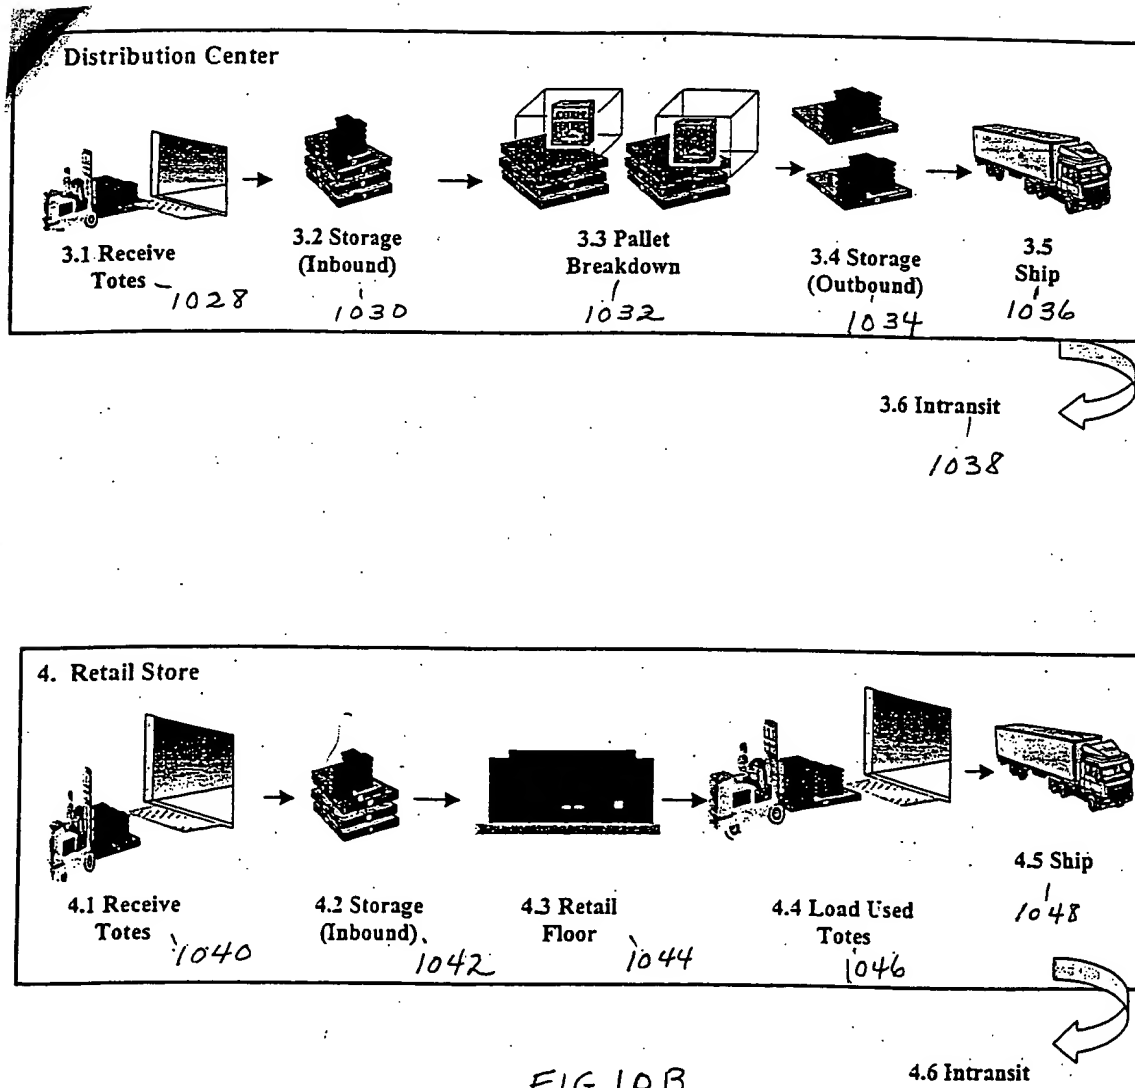 Distribution Center
3.1 Receive
Totes
1028
3.2 Storage
(Inbound)
1030
3.3 Pallet
Breakdown
1032
3.4 Storage
(Outbound)
1034
3.5
Ship
1036
3.6 Intransit
1038
4. Retail Store
4.1 Receive
Totes
1040
4.2 Storage
(Inbound)
1042
4.3 Retail
Floor
1044
4.4 Load Used
Totes
1046
4.5 Ship
1048
4.6 Intransit
FIG 10B